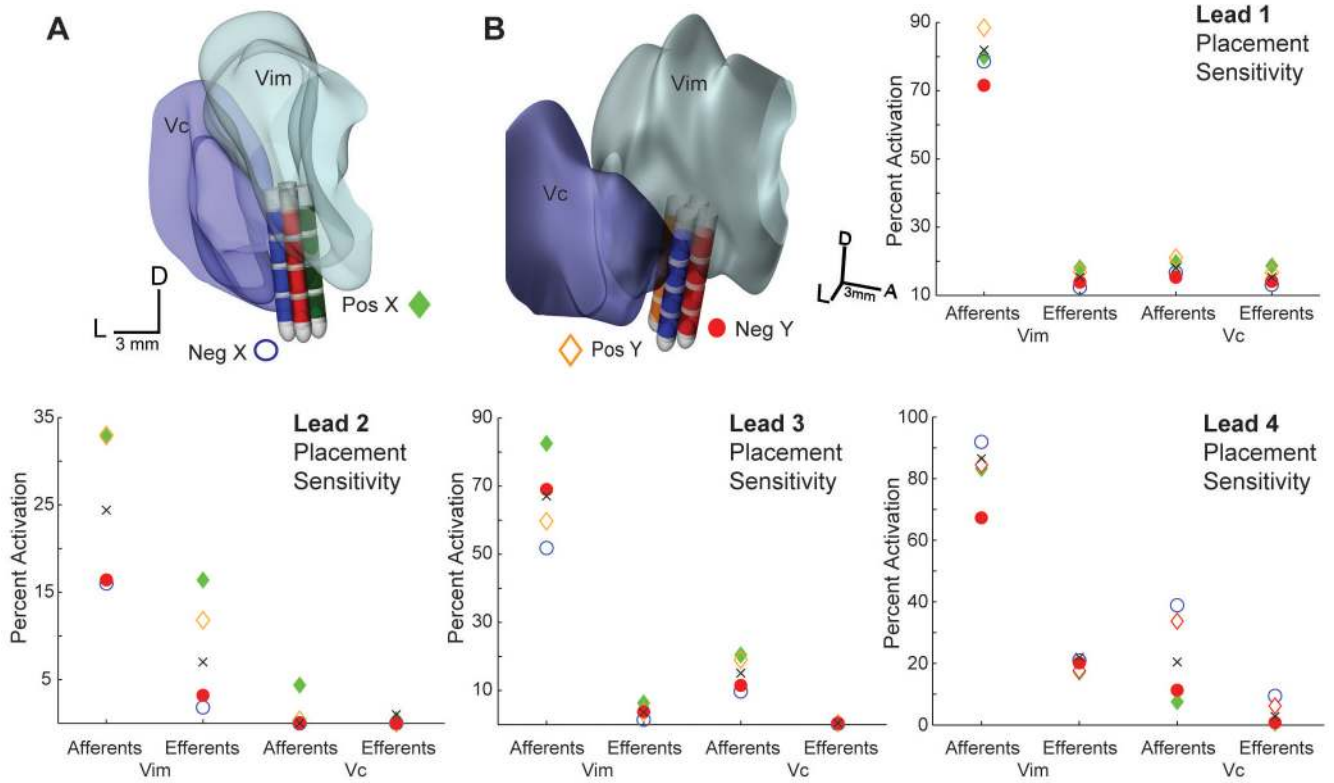 A
Vim
Vc
D
L
3 mm
Pos X
Neg X
B
Vim
Vc
D
L
A
3mm
Neg Y
Pos Y
Lead 1
Placement
Sensitivity
Percent Activation
90
70
50
30
10
Afferents
Efferents
Afferents
Efferents
Vim
Vc
Lead 2
Placement
Sensitivity
Percent Activation
35
25
15
5
Afferents
Efferents
Afferents
Efferents
Vim
Vc
Lead 3
Placement
Sensitivity
Percent Activation
90
70
50
30
10
Afferents
Efferents
Afferents
Efferents
Vim
Vc
Lead 4
Placement
Sensitivity
Percent Activation
100
80
60
40
20
0
Afferents
Efferents
Afferents
Efferents
Vim
Vc